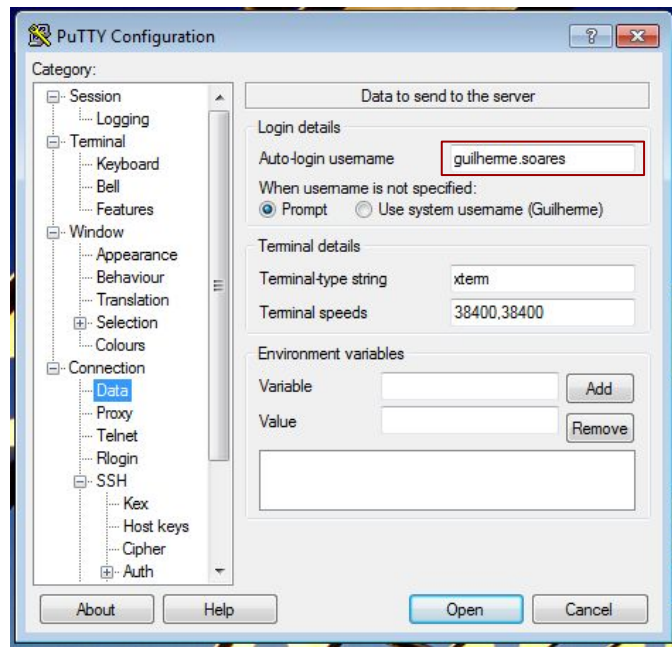 PuTTY Configuration
Category:
Session
Logging
Terminal
Keyboard
Bell
Features
Window
Appearance
Behaviour
Translation
Selection
Colours
Connection
Data
Proxy
Telnet
Rlogin
SSH
Kex
Host keys
Cipher
Auth
Data to send to the server
Login details
Auto-login username guilherme.soares
When username is not specified:
Prompt Use system username (Guilherme)
Terminal details
Terminal-type string xterm
Terminal speeds 38400,38400
Environment variables
Variable Add
Value Remove
About Help Open Cancel